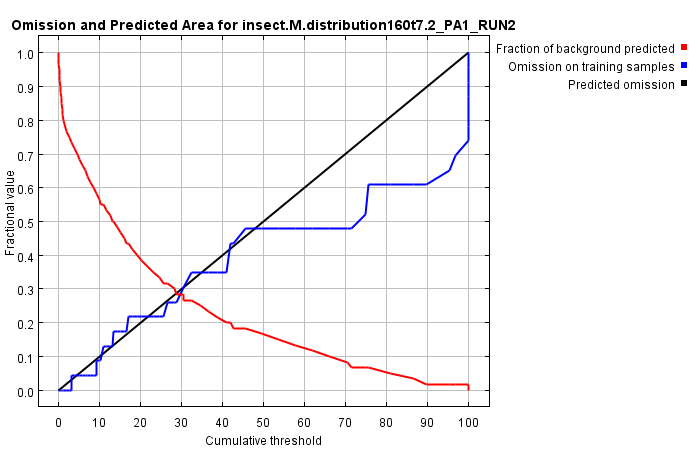 Omission and Predicted Area for insect.M.distribution160t7.2_PA1_RUN2
Fraction of background predicted
Omission on training samples
Predicted omission
Fractional value
1.0
0.9
0.8
0.7
0.6
0.5
0.4
0.3
0.2
0.1
0.0
0 10 20 30 40 50 60 70 80 90 100
Cumulative threshold